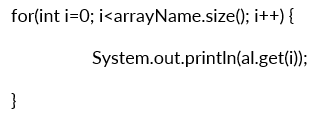 for(int i=0; i<arrayName.size(); i++) {
System.out.println(al.get(i));
}